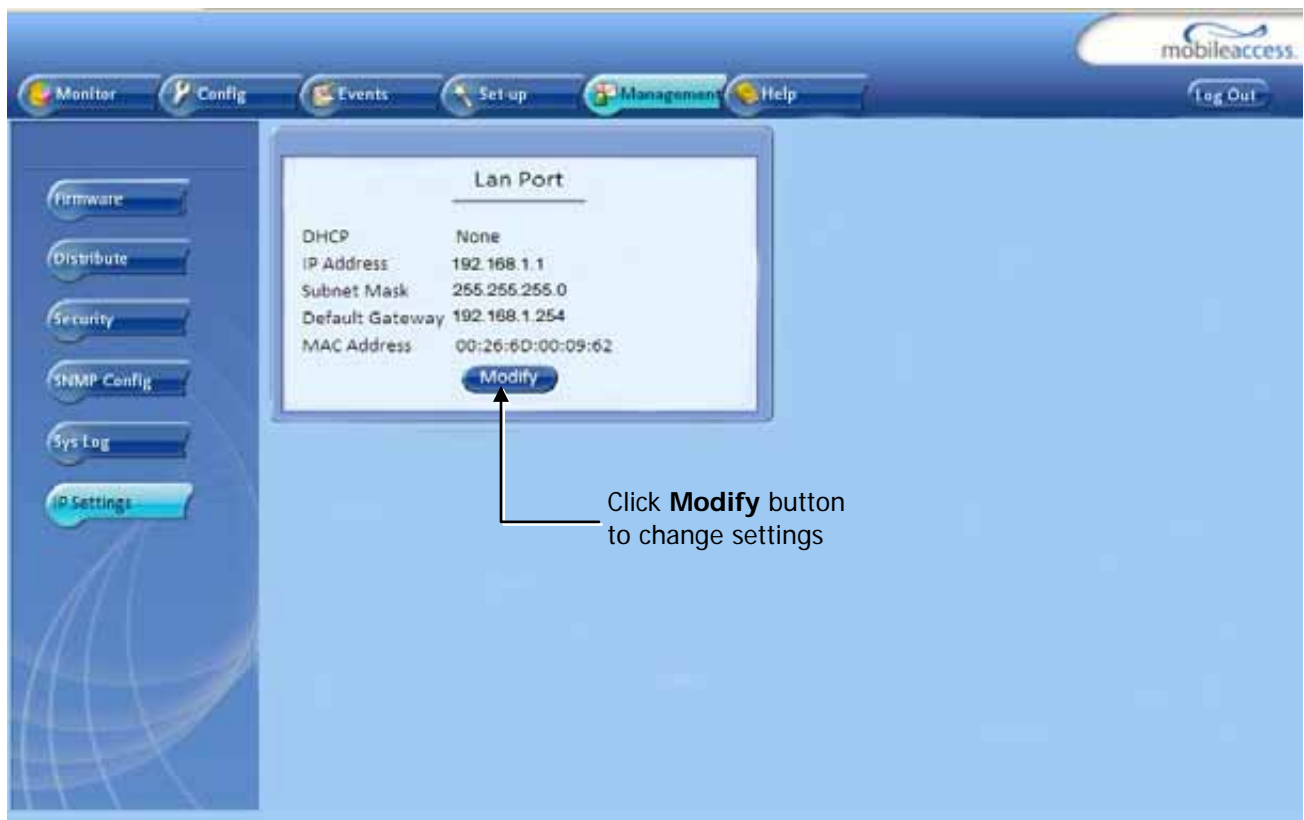 mobileaccess.
Monitor Config Events Set-up Management Help Log Out
Firmware
Distribute
Security
SNMP Config
Sys Log
IP Settings
Lan Port
DHCP None
IP Address 192.168.1.1
Subnet Mask 255.255.255.0
Default Gateway 192.168.1.254
MAC Address 00:26:6D:00:09:62
Modify
Click Modify button
to change settings